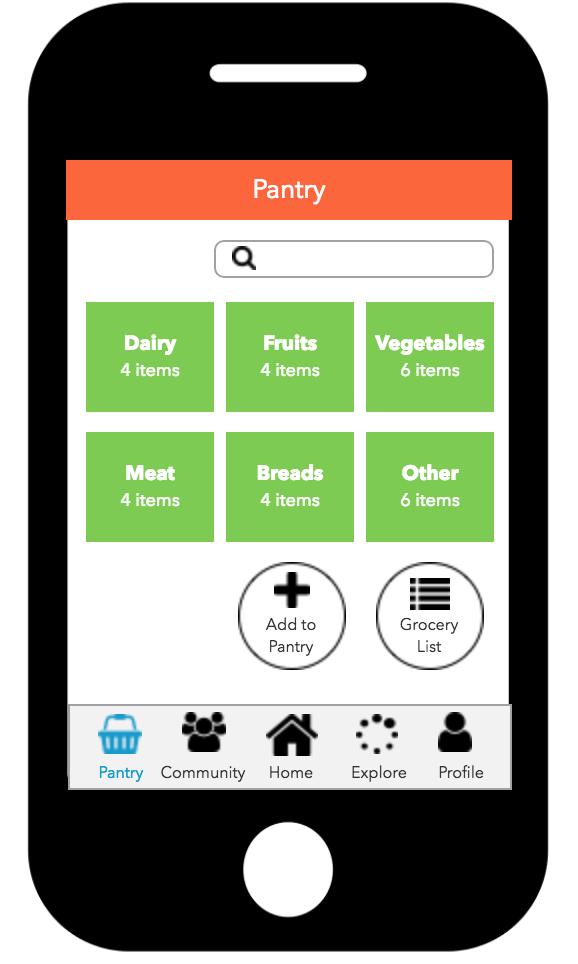 Pantry
Dairy
4 items
Fruits
4 items
Vegetables
6 items
Meat
4 items
Breads
4 items
Other
6 items
Add to
Pantry
Grocery
List
Pantry
Community
Home
Explore
Profile